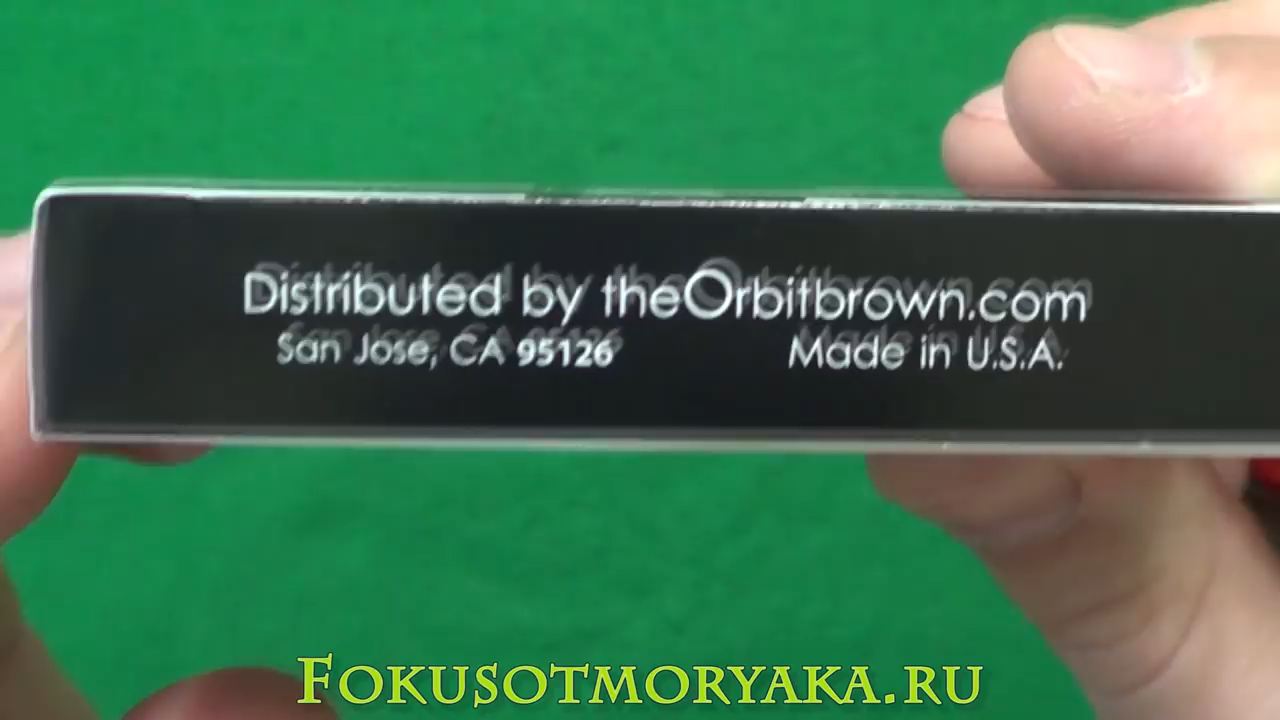 Distributed by theOrbitbrown.com
San Jose, CA 95126
Made in U.S.A.
Fokusotmoryaka.ru